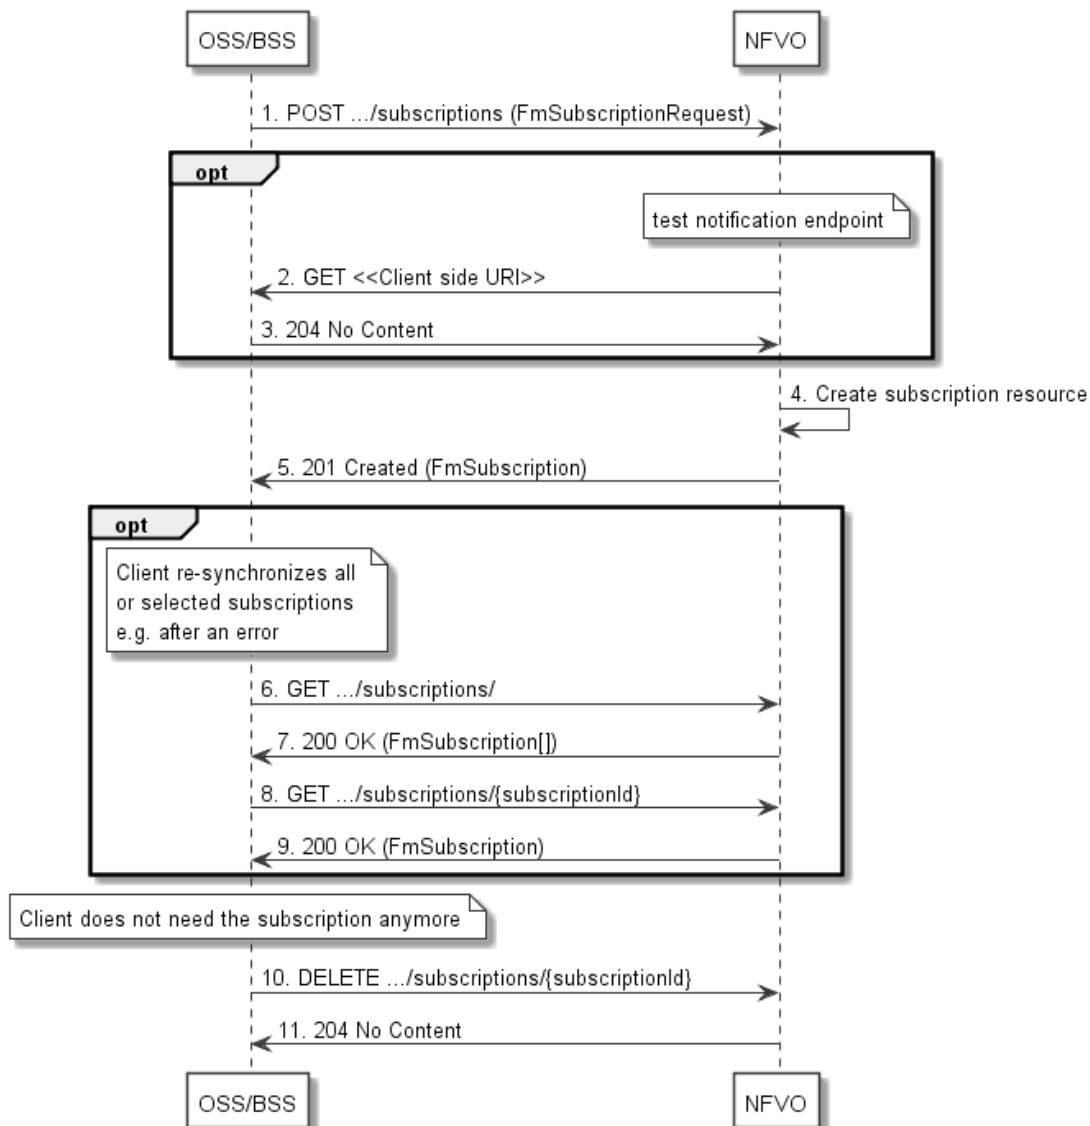 OSS/BSS
NFVO
1. POST .../subscriptions (FmSubscriptionRequest)
opt
test notification endpoint
2. GET <<Client side URI>>
3. 204 No Content
4. Create subscription resource
5. 201 Created (FmSubscription)
opt
Client re-synchronizes all
or selected subscriptions
e.g. after an error
6. GET .../subscriptions/
7. 200 OK (FmSubscription[])
8. GET .../subscriptions/{subscriptionId}
9. 200 OK (FmSubscription)
Client does not need the subscription anymore
10. DELETE .../subscriptions/{subscriptionId}
11. 204 No Content
OSS/BSS
NFVO